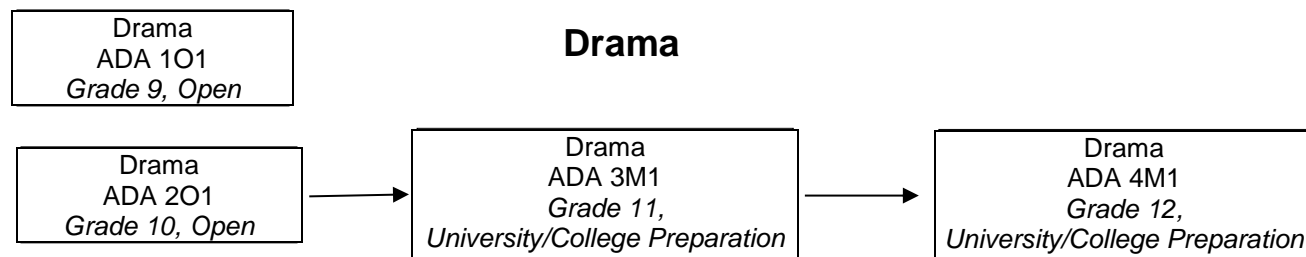 Drama
ADA 1O1
Grade 9, Open
Drama
Drama
ADA 2O1
Grade 10, Open
Drama
ADA 3M1
Grade 11,
University/College Preparation
Drama
ADA 4M1
Grade 12,
University/College Preparation